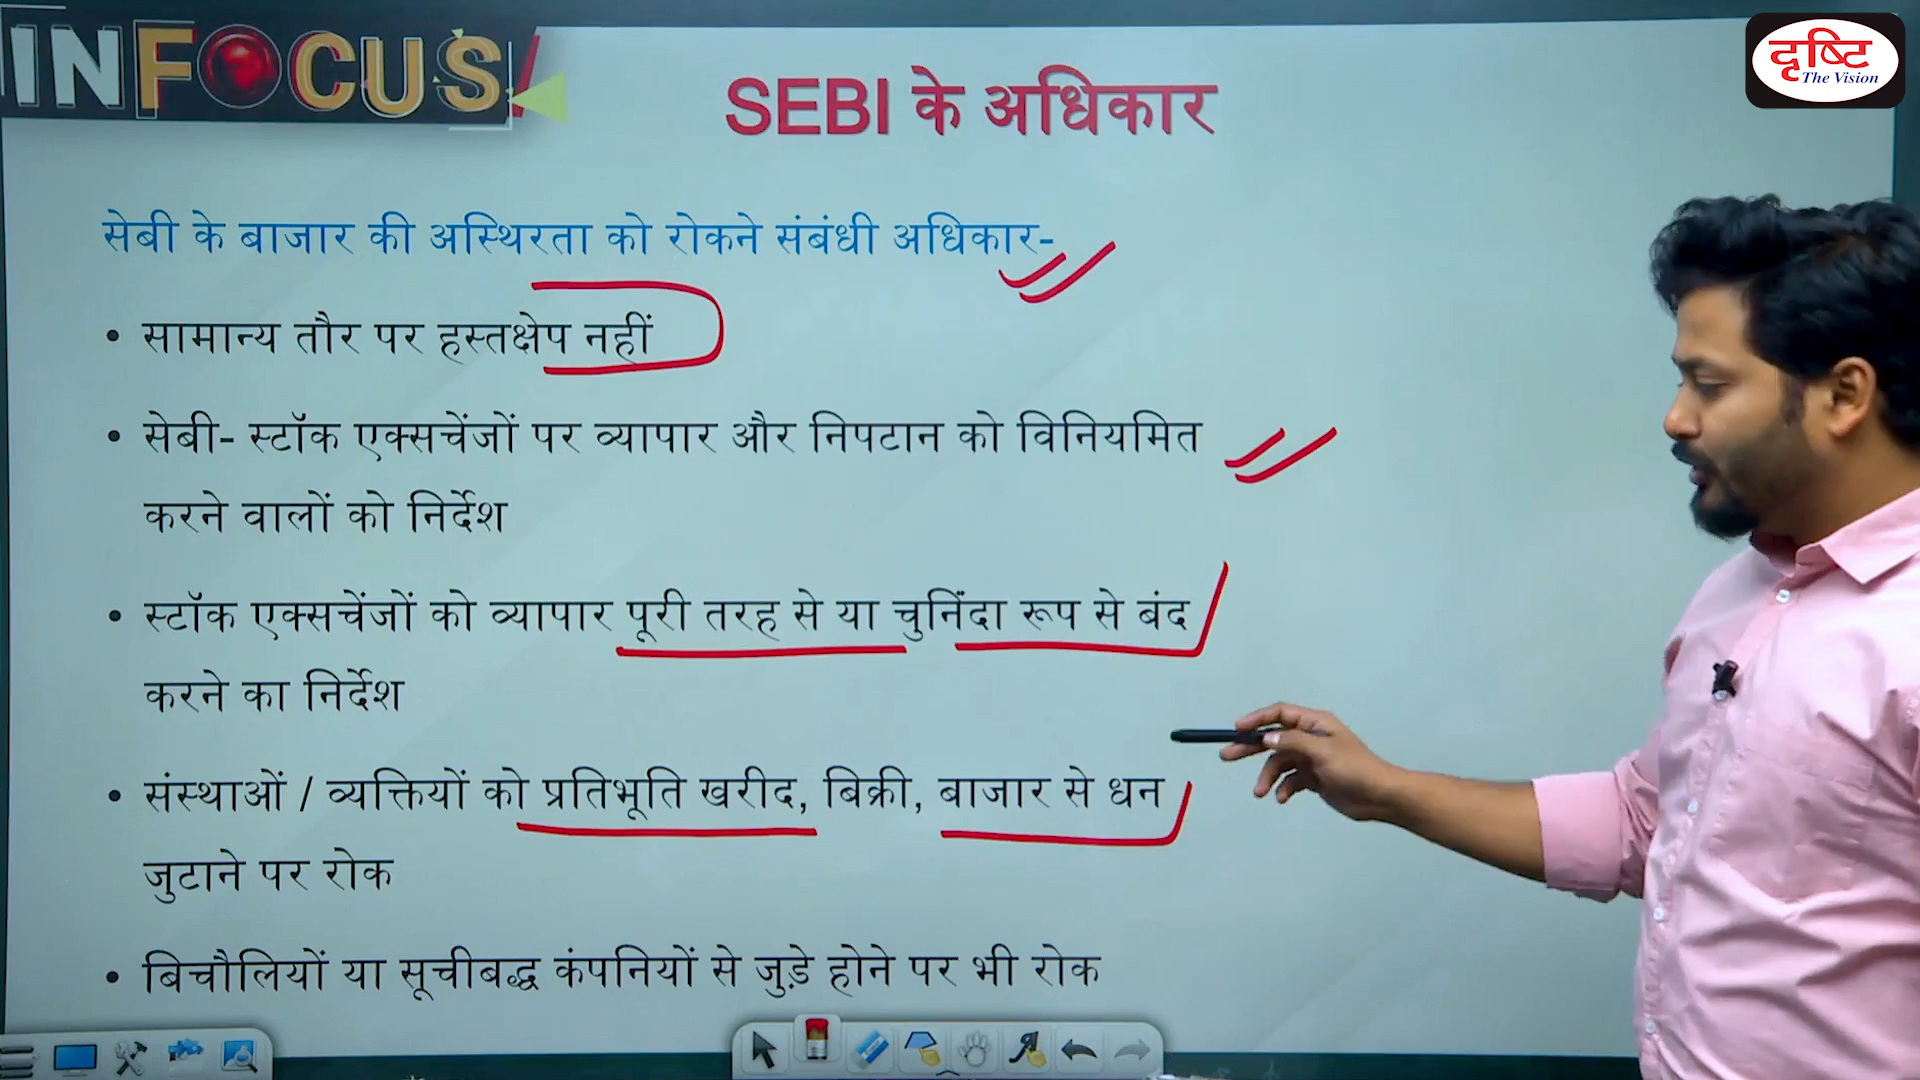 INFOCUS
दृष्टि
The Vision
SEBI के अधिकार
सेबी के बाजार की अस्थिरता को रोकने संबंधी अधिकार-
• सामान्य तौर पर हस्तक्षेप नहीं
• सेबी- स्टॉक एक्सचेंजों पर व्यापार और निपटान को विनियमित
करने वालों को निर्देश
• स्टॉक एक्सचेंजों को व्यापार पूरी तरह से या चुनिंदा रूप से बंद
करने का निर्देश
• संस्थाओं / व्यक्तियों को प्रतिभूति खरीद, बिक्री, बाजार से धन
जुटाने पर रोक
• बिचौलियों या सूचीबद्ध कंपनियों से जुड़े होने पर भी रोक